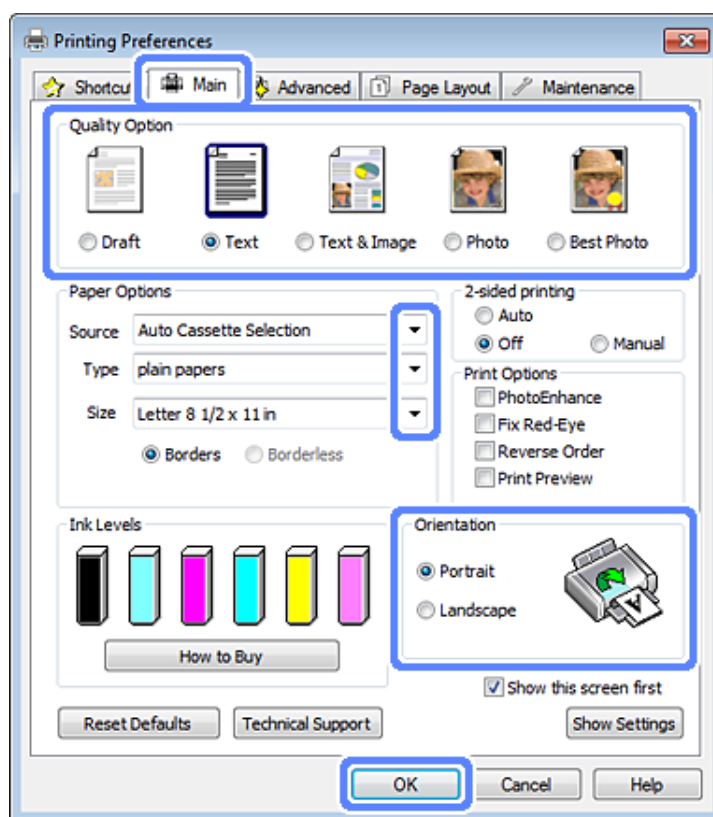 Printing Preferences
Main Advanced Page Layout Maintenance
Quality Option
Draft Text Text & Image Photo Best Photo
Paper Options
Source Auto Cassette Selection
Type plain papers
Size Letter 8 1/2 x 11 in
Borders Borderless
2-sided printing
Auto
Off Manual
Print Options
PhotoEnhance
Fix Red-Eye
Reverse Order
Print Preview
Ink Levels
How to Buy
Orientation
Portrait
Landscape
A
Show this screen first
Reset Defaults Technical Support Show Settings
OK Cancel Help